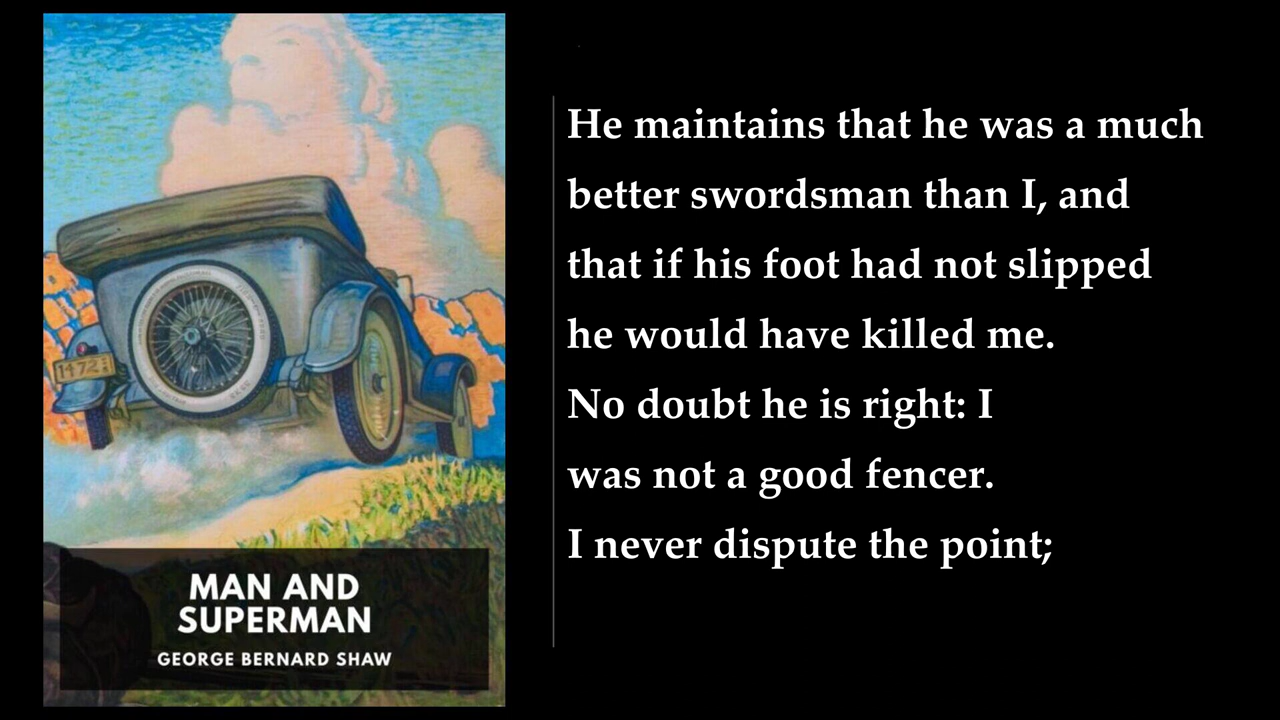 He maintains that he was a much
better swordsman than I, and
that if his foot had not slipped
he would have killed me.
No doubt he is right: I
was not a good fencer.
I never dispute the point;
1472
MAN AND
SUPERMAN
GEORGE BERNARD SHAW